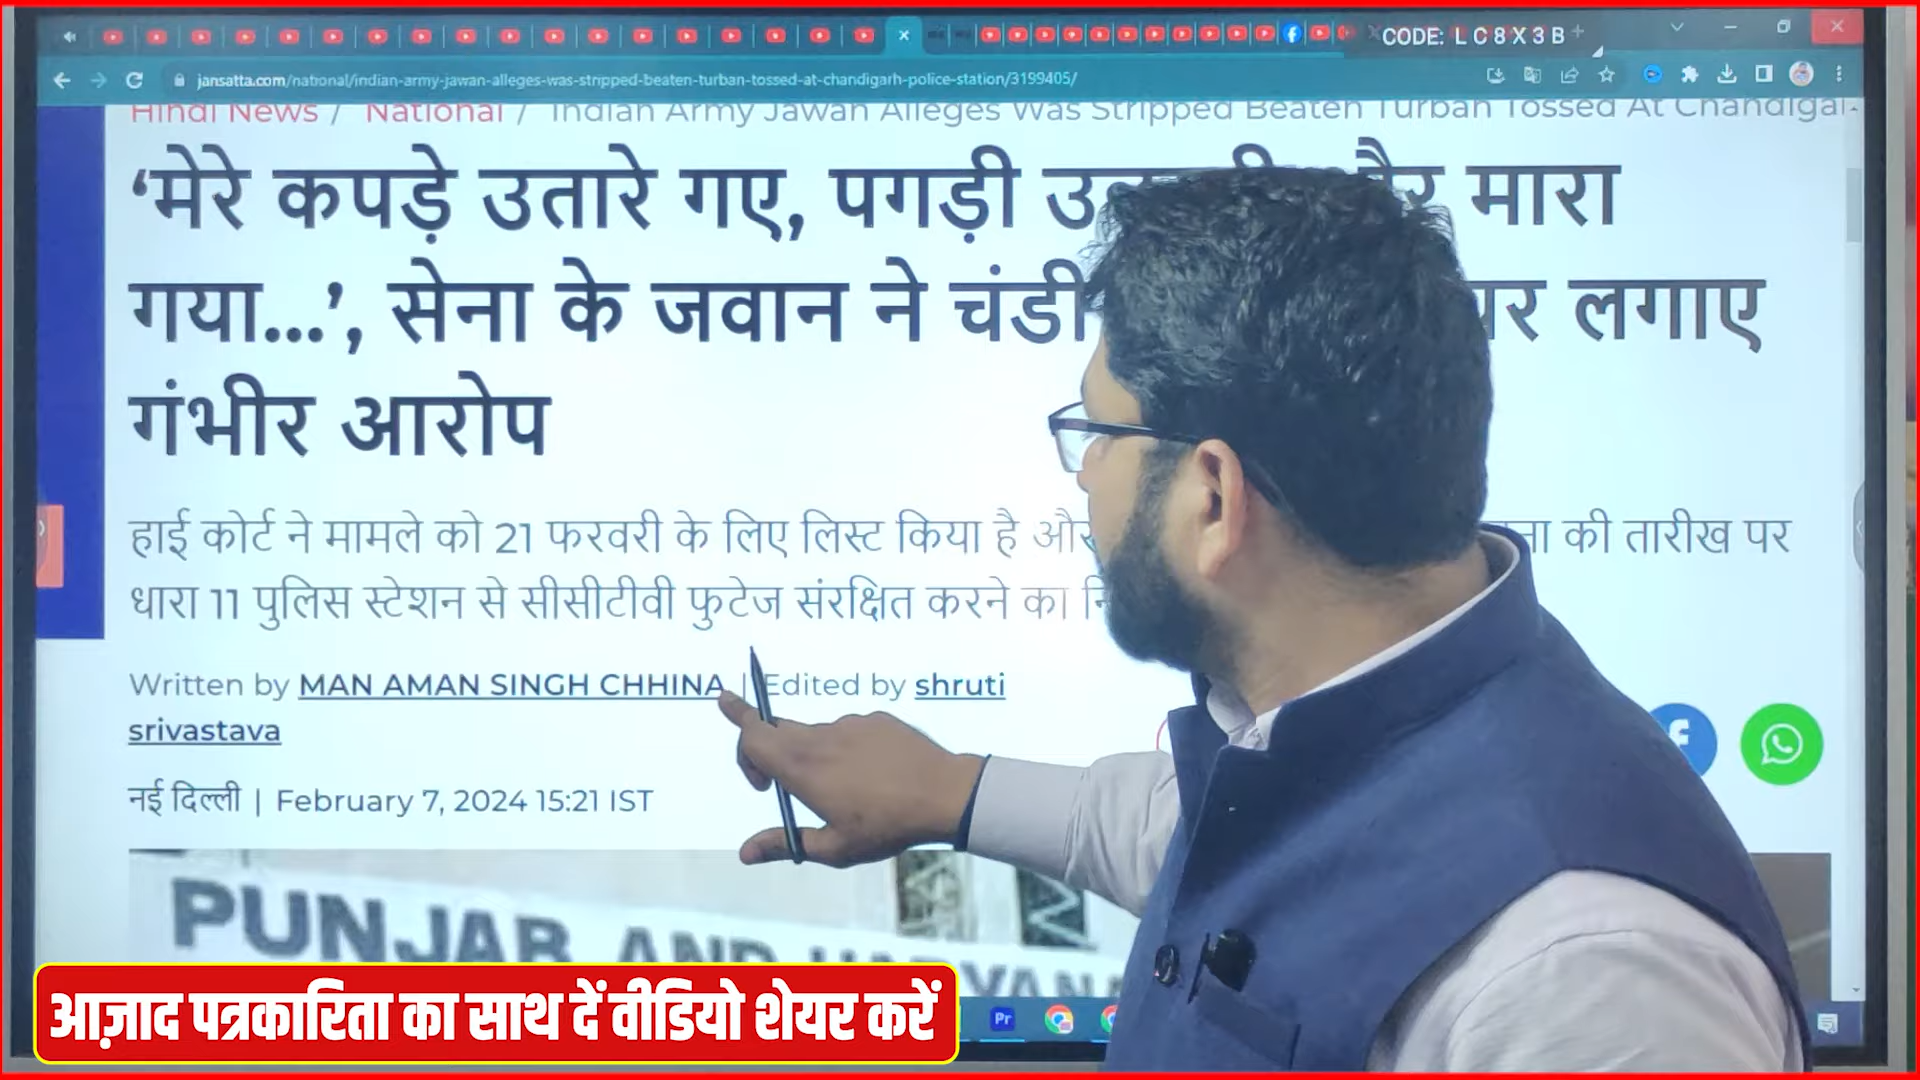 CODE: L C 8 X 3 B
jansatta.com/national/indian-army-jawan-alleges-was-stripped-beaten-turban-tossed-at-chandigarh-police-station/3199405/
Hindi News / National / Indian Army Jawan Alleges Was Stripped Beaten Turban Tossed At
‘मेरे कपड़े उतारे गए, पगड़ी मारा
गया...’, सेना के जवान ने पर लगाए
गंभीर आरोप
हाई कोर्ट ने मामले को 21 फरवरी के लिए लिस्ट किया है की तारीख पर
धारा 11 पुलिस स्टेशन से सीसीटीवी फुटेज संरक्षित करने का
Written by MAN AMAN SINGH CHHINA | Edited by shruti
srivastava
नई दिल्ली | February 7, 2024 15:21 IST
PUNJAB AND
आज़ाद पत्रकारिता का साथ दें वीडियो शेयर करें
Pr